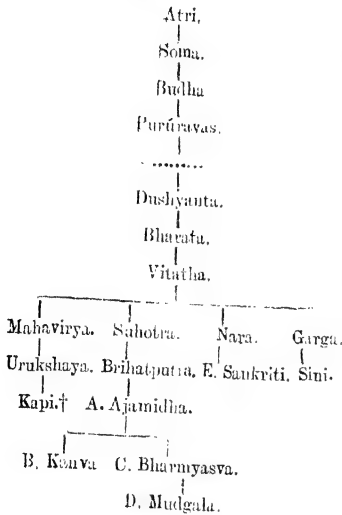 Atri.
Soma.
Budha
Purúravas.
Dushyanta.
Bharata.
Vitatha.
Mahavirya. Suhotra. Nara. Garga.
Urukshaya. Brihatputra. E. Sankriti. Sini.
Kapi.† A. Ajamidha.
B. Kanva C. Bharmyasva.
D. Mudgala.